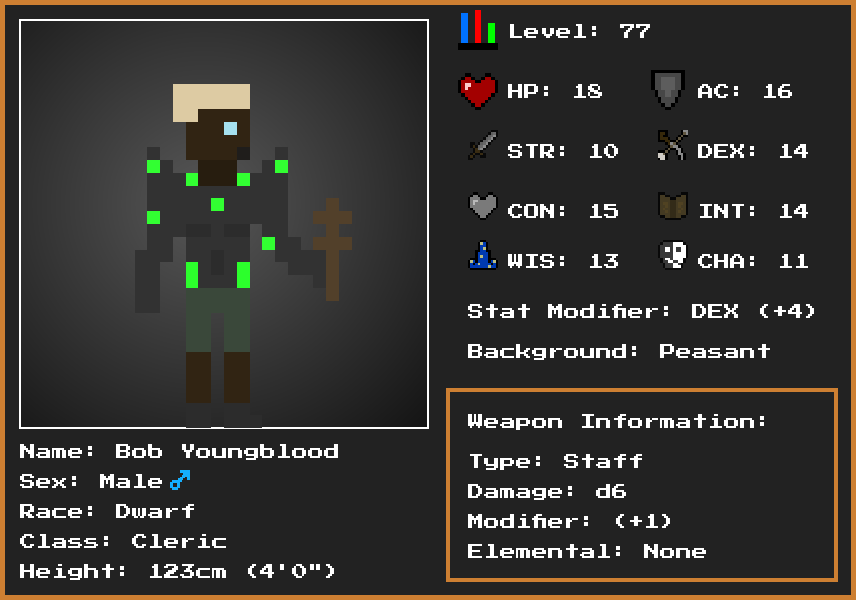 Level: 77
HP: 18 AC: 16
STR: 10 DEX: 14
CON: 15 INT: 14
WIS: 13 CHA: 11
Stat Modifier: DEX (+4)
Background: Peasant
Weapon Information:
Type: Staff
Damage: d6
Modifier: (+1)
Elemental: None
Name: Bob Youngblood
Sex: Male ♂
Race: Dwarf
Class: Cleric
Height: 123cm (4'0")